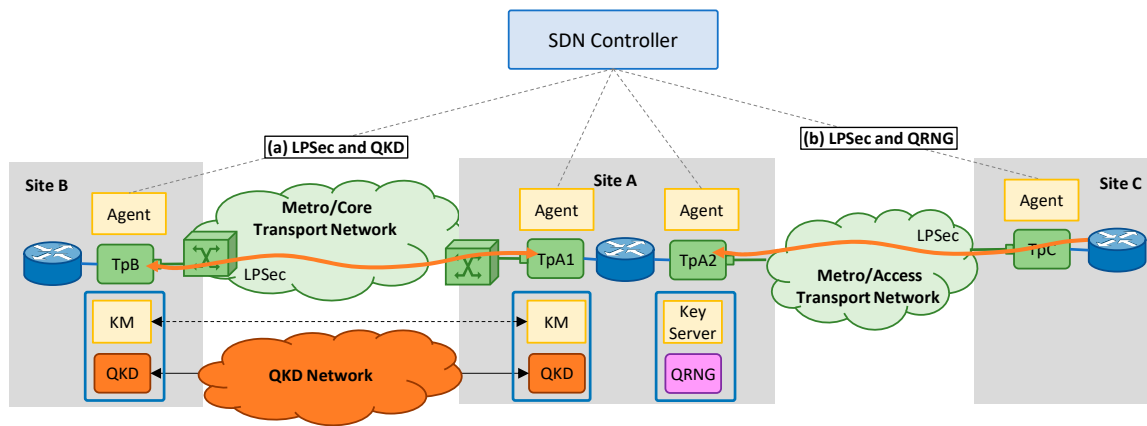 SDN Controller
(a) LPSec and QKD
(b) LPSec and QRNG
Site B
Site A
Site C
Agent
Metro/Core
Transport Network
Agent
Agent
Agent
TpB
LPSec
TpA1
TpA2
LPSec
TpC
Metro/Access
Transport Network
KM
KM
Key
Server
QKD
QKD Network
QKD
QRNG